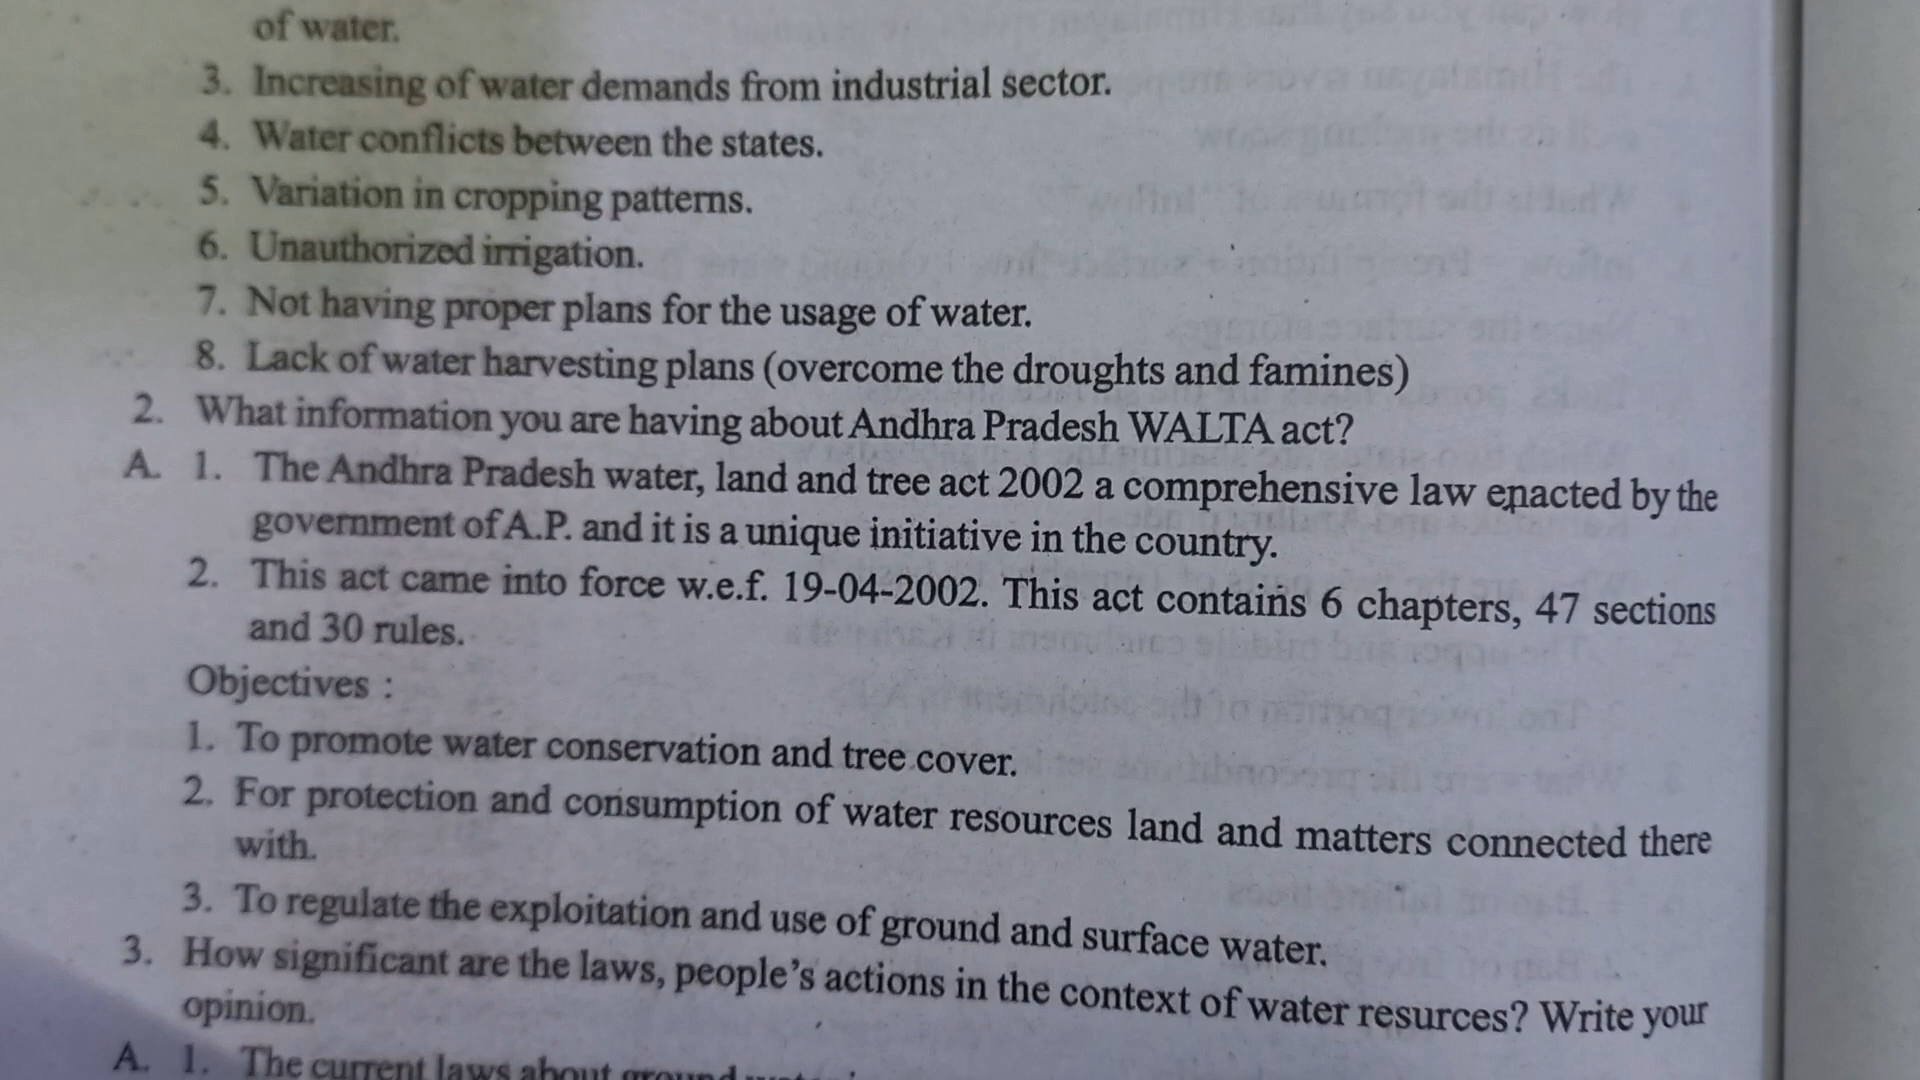 of water.
3. Increasing of water demands from industrial sector.
4. Water conflicts between the states.
5. Variation in cropping patterns.
6. Unauthorized irrigation.
7. Not having proper plans for the usage of water.
8. Lack of water harvesting plans (overcome the droughts and famines)
2. What information you are having about Andhra Pradesh WALTA act?
A. 1. The Andhra Pradesh water, land and tree act 2002 a comprehensive law enacted by the
government of A.P. and it is a unique initiative in the country.
2. This act came into force w.e.f. 19-04-2002. This act contains 6 chapters, 47 sections
and 30 rules.
Objectives :
1. To promote water conservation and tree cover.
2. For protection and consumption of water resources land and matters connected there
with.
3. To regulate the exploitation and use of ground and surface water.
3. How significant are the laws, people's actions in the context of water resurces? Write your
opinion.
A. 1. The current laws about ground